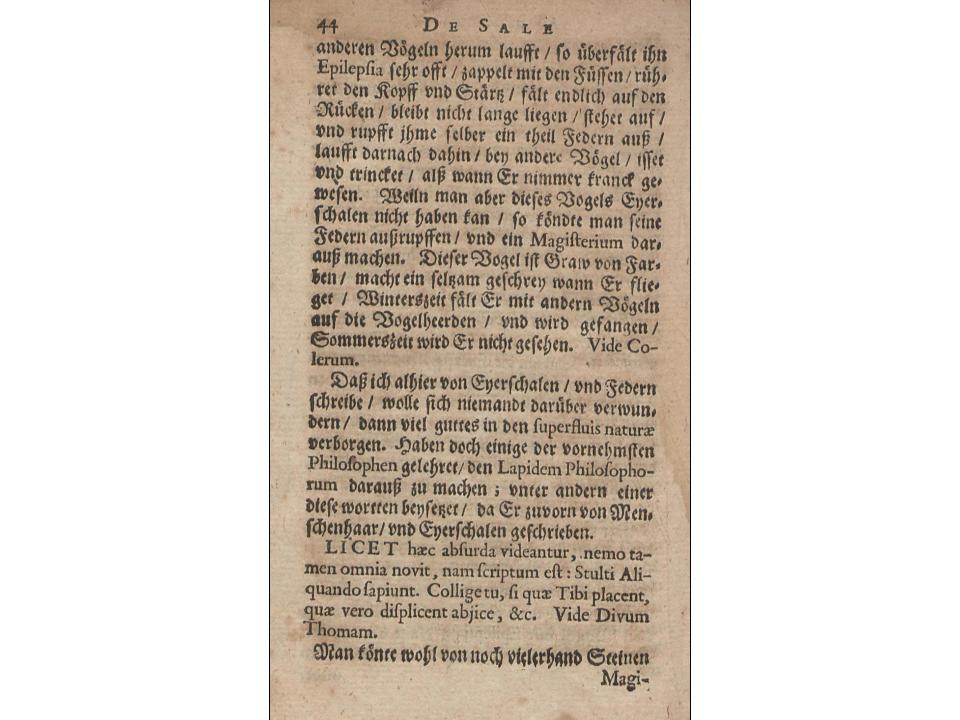 44 DE SALE
anderen Vögeln herum laufft / so überfält ihn
Epilepsia sehr offt / zappelt mit den Füssen / rüh-
ret den Kopff vnd Stärtz / fält endlich auf den
Rücken / bleibt nicht lange liegen / stehet auf /
vnd rupfft jhme selber ein theil Federn auß /
laufft darnach dahin / bey andere Vögel / isset
vnd trincket / alß wann Er nimmer kranck ge-
wesen. Weiln man aber dieses Vogels Eyer-
schalen nicht haben kan / so köndte man seine
Federn außrupffen / vnd ein Magisterium dar-
auß machen. Dieser Vogel ist Graw von Far-
ben / macht ein seltzam geschrey wann Er flie-
get / Winterszeit fält Er mit andern Vögeln
auf die Vogelheerden / vnd wird gefangen /
Sommerszeit wird Er nicht gesehen. Vide Co-
lerum.
Daß ich alhier von Eyerschalen / vnd Federn
schreibe / wolle sich niemandt darüber verwun-
dern / dann viel guttes in den superfluis naturæ
verborgen. Haben doch einige der vornehmsten
Philosophen gelehret / den Lapidem Philosopho-
rum darauß zu machen ; vnter andern einer
diese wortten beysetzet / da Er zuvorn von Men-
schenhaar / vnd Eyerschalen geschrieben.
LICET hæc absurda videantur, nemo ta-
men omnia novit, nam scriptum est : Stulti Ali-
quando sapiunt. Collige tu, si quæ Tibi placent,
quæ vero displicent abjice, &c. Vide Divum
Thomam.
Man könte wohl von noch vielerhand Steinen
Magi-